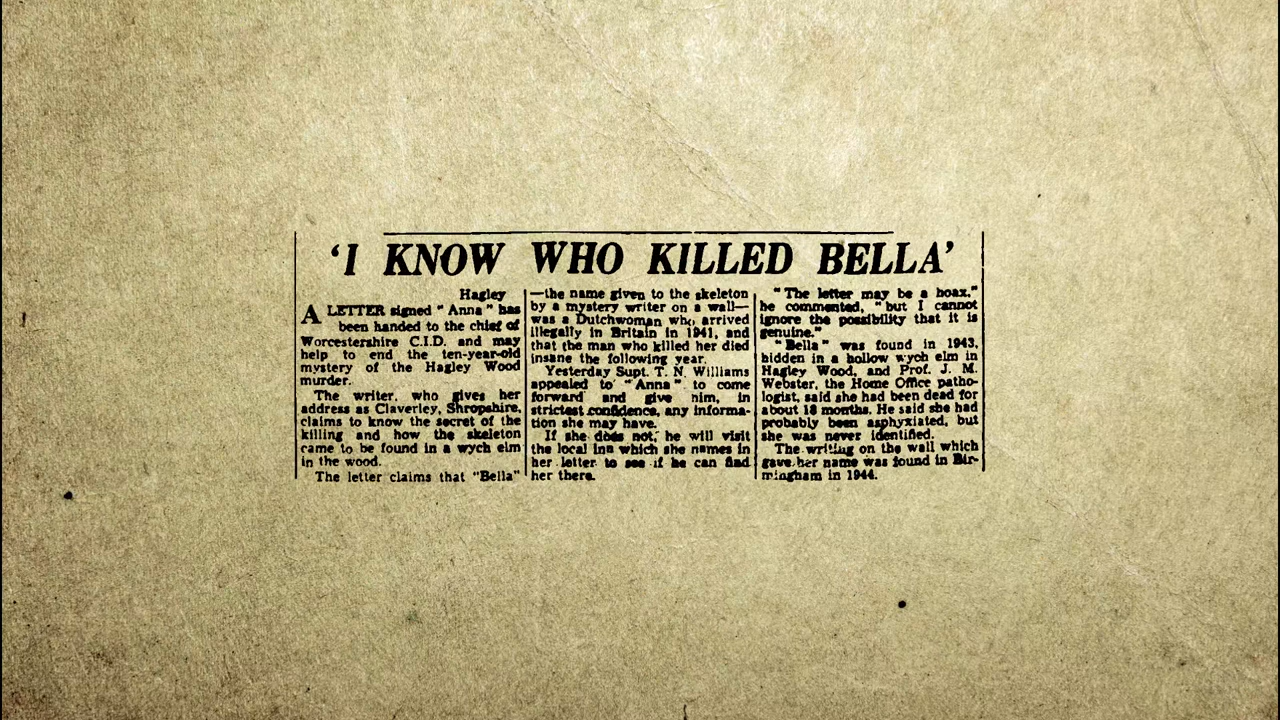 ‘I KNOW WHO KILLED BELLA’
Hagley
A LETTER signed “Anna” has
been handed to the chief of
Worcestershire C.I.D. and may
help to end the ten-year-old
mystery of the Hagley Wood
murder.
The writer, who gives her
address as Claverley, Shropshire,
claims to know the secret of the
killing and how the skeleton
came to be found in a wych elm
in the wood.
The letter claims that “Bella”
—the name given to the skeleton
by a mystery writer on a wall—
was a Dutchwoman who arrived
illegally in Britain in 1941, and
that the man who killed her died
insane the following year.
Yesterday Supt. T. N. Williams
appealed to “Anna” to come
forward and give him, in
strictest confidence, any informa-
tion she may have.
If she does not, he will visit
the local inn which she names in
her letter to see if he can find
her there.
“The letter may be a hoax,”
he commented, “but I cannot
ignore the possibility that it is
genuine.”
“Bella” was found in 1943,
hidden in a hollow wych elm in
Hagley Wood, and Prof. J. M.
Webster, the Home Office patho-
logist, said she had been dead for
about 18 months. He said she had
probably been asphyxiated, but
she was never identified.
The writing on the wall which
gave her name was found in Bir-
mingham in 1944.